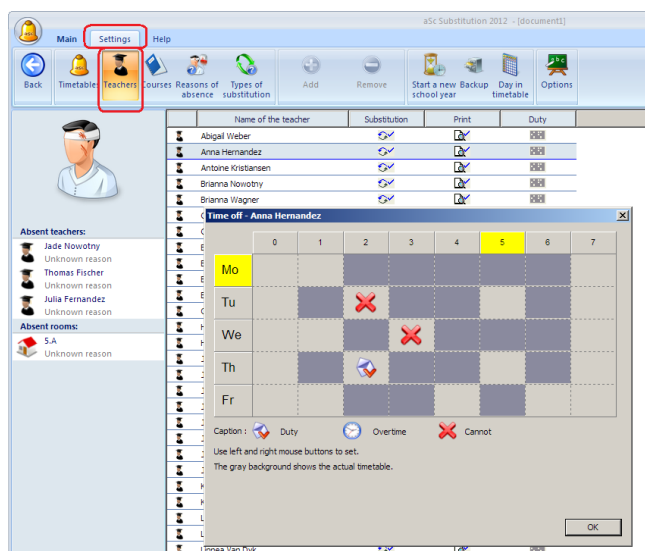 aSc Substitution 2012 - [document1]
Main Settings Help
Back Timetables Teachers Courses Reasons of absence Types of substitution Add Remove Start a new school year Backup Day in timetable Options
Name of the teacher Substitution Print Duty
Abigail Weber
Anna Hernandez
Antoine Kristiansen
Brianna Nowotny
Brianna Wagner
Absent teachers:
Jade Nowotny
Unknown reason
Thomas Fischer
Unknown reason
Julia Fernandez
Unknown reason
Absent rooms:
5.A
Unknown reason
Time off - Anna Hernandez
0 1 2 3 4 5 6 7
Mo
Tu
We
Th
Fr
Caption : Duty Overtime Cannot
Use left and right mouse buttons to set.
The gray background shows the actual timetable.
OK
Linnea Van Dyk